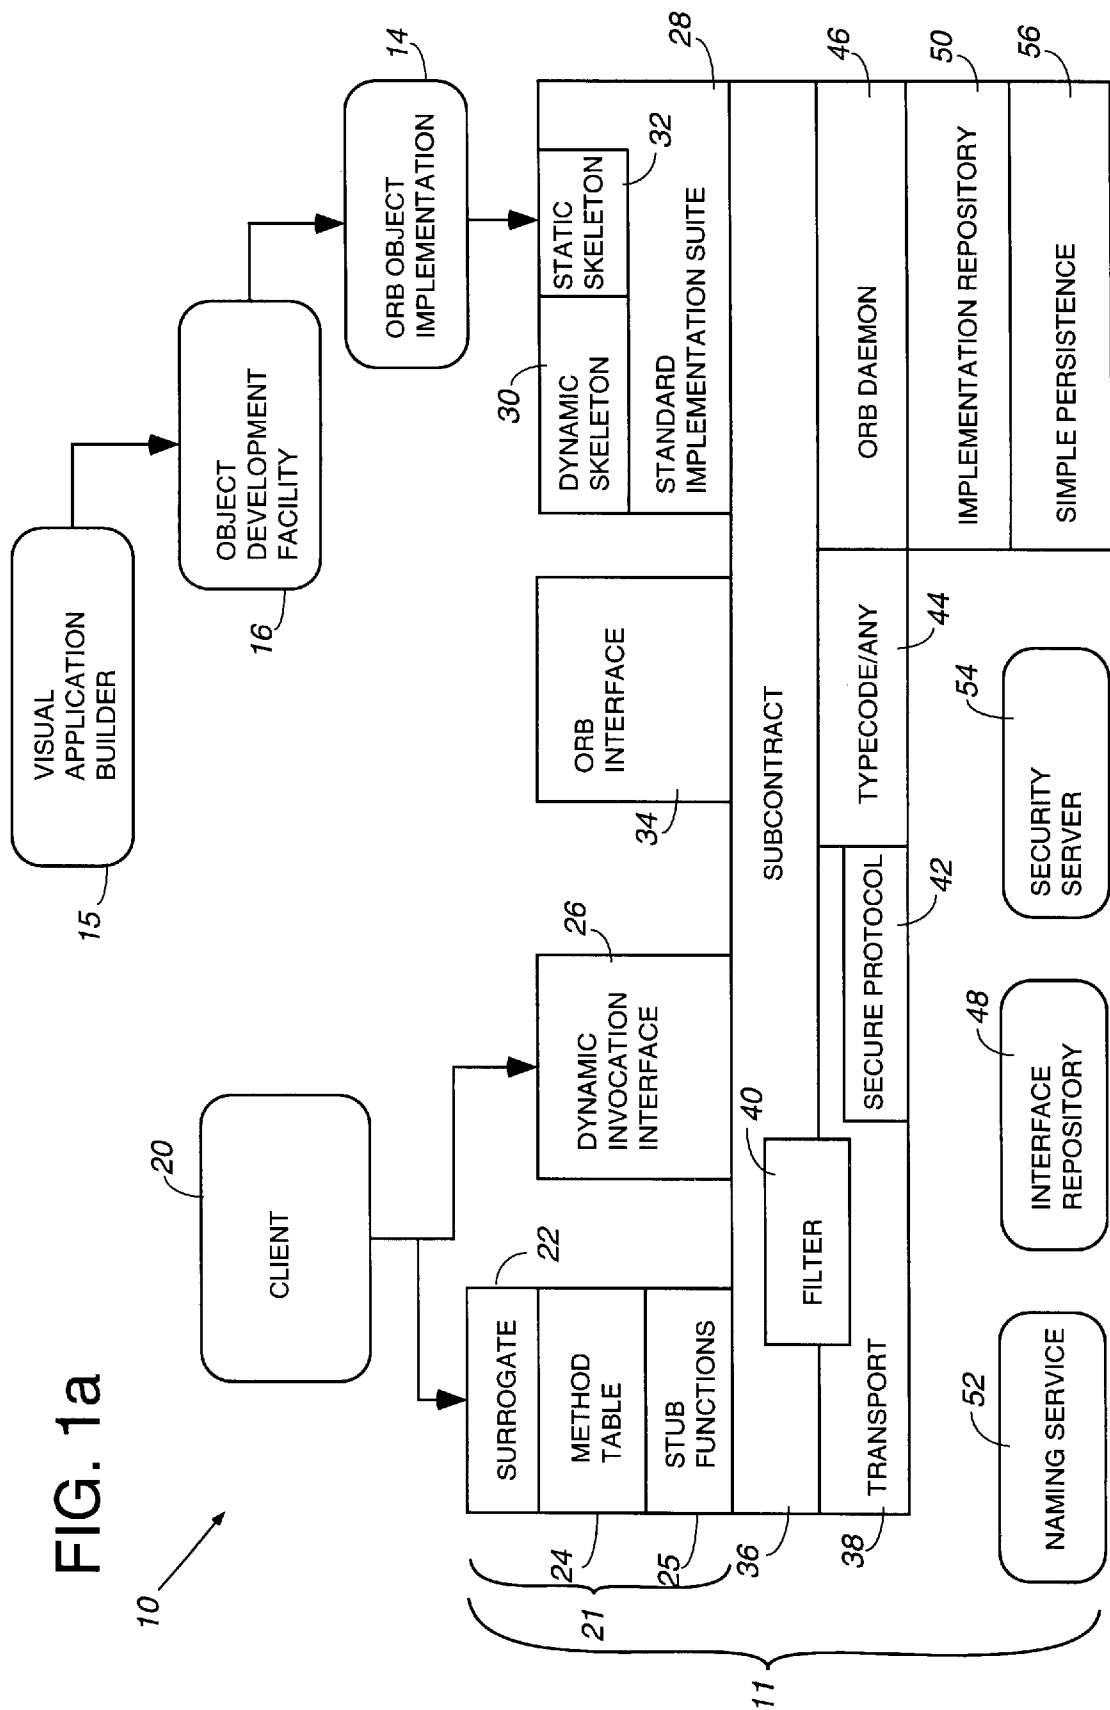 FIG. 1a
10
VISUAL
APPLICATION
BUILDER
15
OBJECT
DEVELOPMENT
FACILITY
16
ORB OBJECT
IMPLEMENTATION
14
CLIENT
20
SURROGATE
22
METHOD
TABLE
24
STUB
FUNCTIONS
25
21
11
DYNAMIC
INVOCATION
INTERFACE
26
ORB
INTERFACE
34
DYNAMIC
SKELETON
30
STATIC
SKELETON
32
STANDARD
IMPLEMENTATION SUITE
28
SUBCONTRACT
36
FILTER
40
TRANSPORT
38
SECURE PROTOCOL
42
TYPECODE/ANY
44
ORB DAEMON
46
IMPLEMENTATION REPOSITORY
50
SIMPLE PERSISTENCE
56
NAMING SERVICE
52
INTERFACE
REPOSITORY
48
SECURITY
SERVER
54